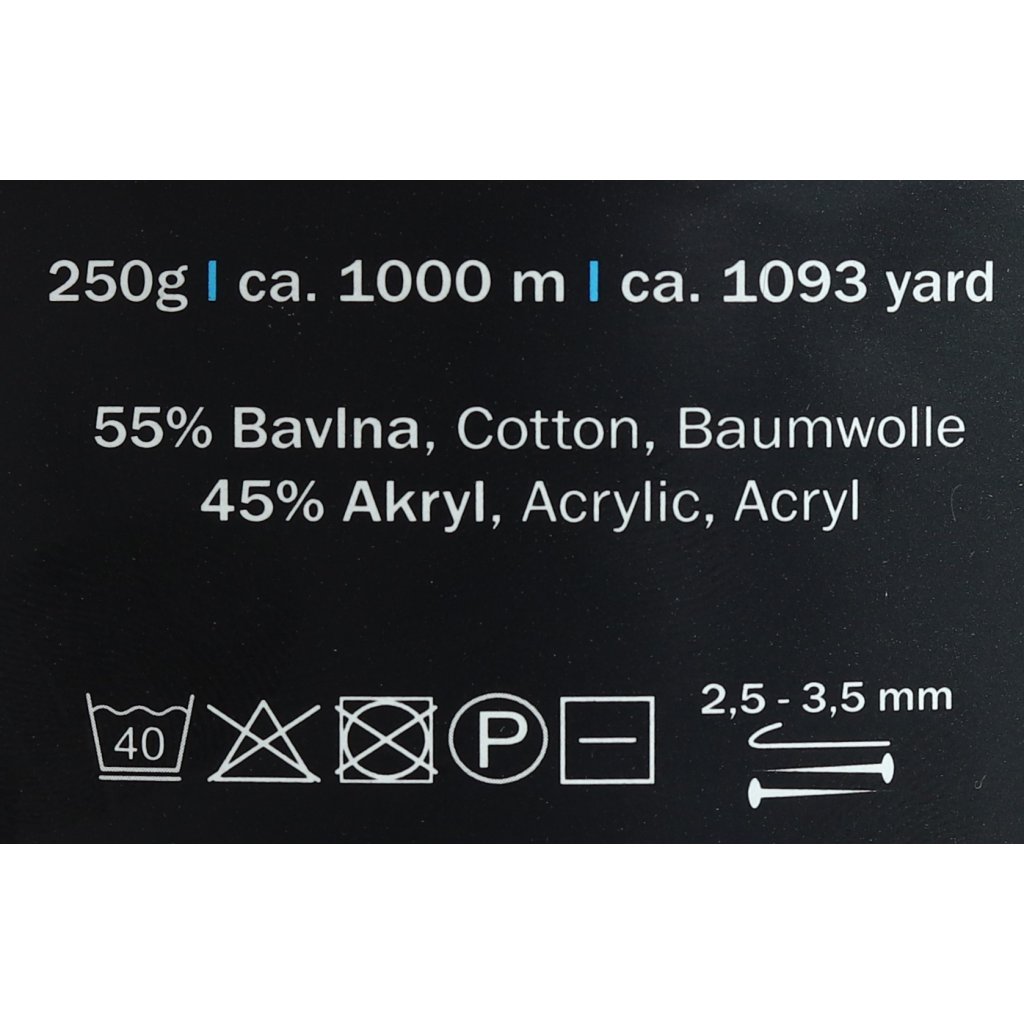 250g | ca. 1000 m | ca. 1093 yard
55% Bavlna, Cotton, Baumwolle
45% Akryl, Acrylic, Acryl
2,5 - 3,5 mm
40 P